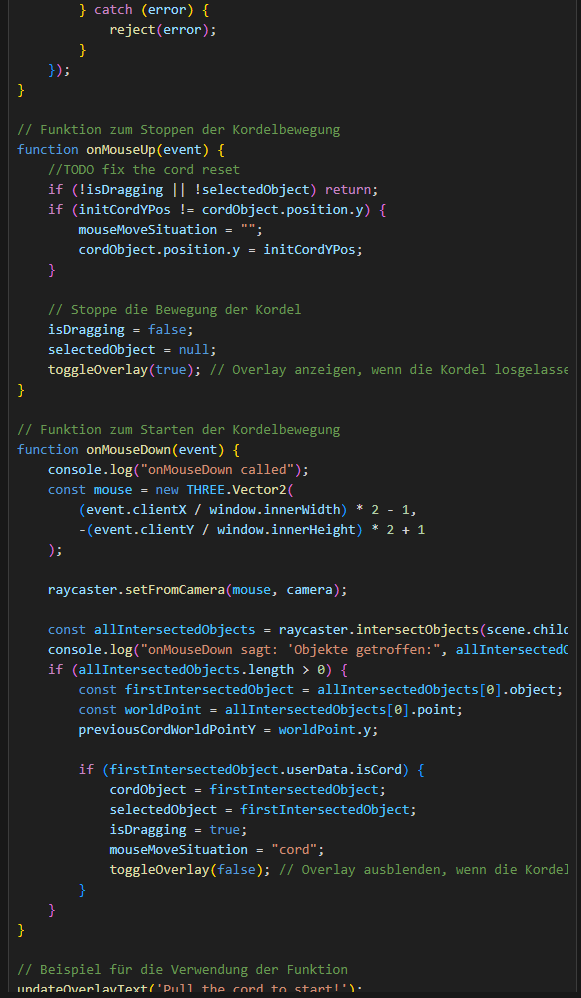 } catch (error) {
reject(error);
}
});
}
// Funktion zum Stoppen der Kordelbewegung
function onMouseUp(event) {
//TODO fix the cord reset
if (!isDragging || !selectedObject) return;
if (initCordYPos != cordObject.position.y) {
mouseMoveSituation = "";
cordObject.position.y = initCordYPos;
}
// Stoppe die Bewegung der Kordel
isDragging = false;
selectedObject = null;
toggleOverlay(true); // Overlay anzeigen, wenn die Kordel losgelasse
}
// Funktion zum Starten der Kordelbewegung
function onMouseDown(event) {
console.log("onMouseDown called");
const mouse = new THREE.Vector2(
(event.clientX / window.innerWidth) * 2 - 1,
-(event.clientY / window.innerHeight) * 2 + 1
);
raycaster.setFromCamera(mouse, camera);
const allIntersectedObjects = raycaster.intersectObjects(scene.child
console.log("onMouseDown sagt: 'Objekte getroffen:", allIntersectedO
if (allIntersectedObjects.length > 0) {
const firstIntersectedObject = allIntersectedObjects[0].object;
const worldPoint = allIntersectedObjects[0].point;
previousCordWorldPointY = worldPoint.y;
if (firstIntersectedObject.userData.isCord) {
cordObject = firstIntersectedObject;
selectedObject = firstIntersectedObject;
isDragging = true;
mouseMoveSituation = "cord";
toggleOverlay(false); // Overlay ausblenden, wenn die Kordel
}
}
}
// Beispiel für die Verwendung der Funktion
updateOverlayText('Pull the cord to start!');